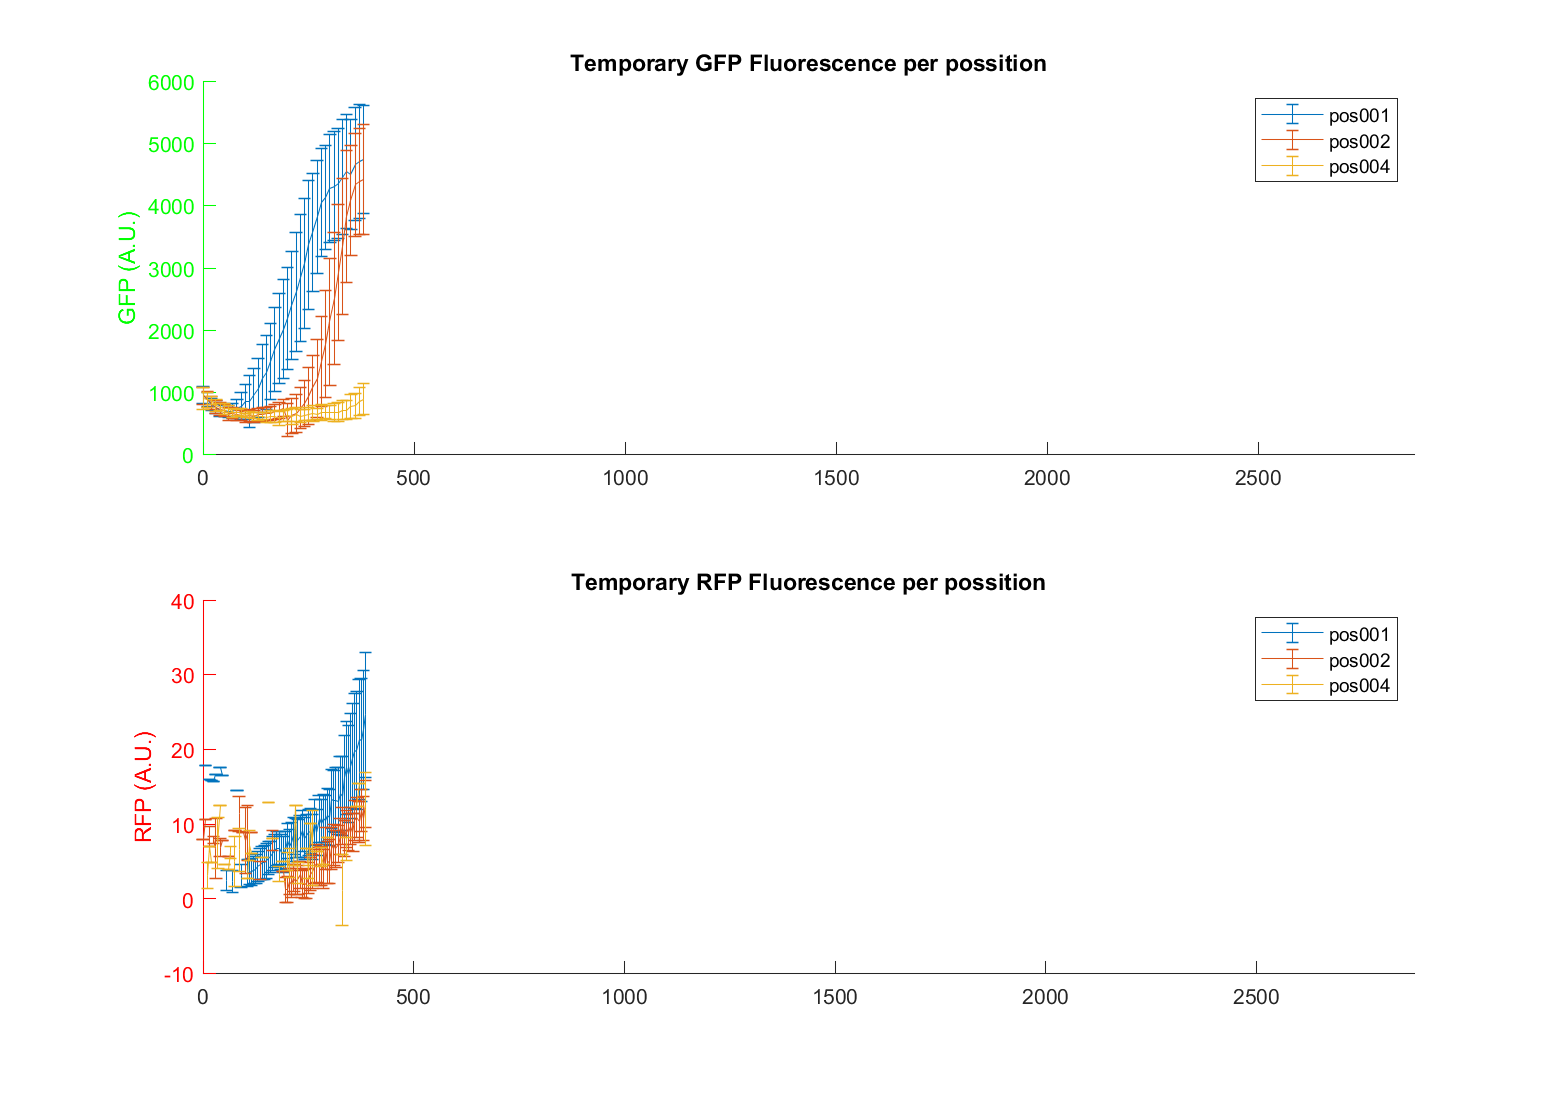 Temporary GFP Fluorescence per possition
6000
5000
4000
3000
2000
1000
0
GFP (A.U.)
0 500 1000 1500 2000 2500
pos001
pos002
pos004
Temporary RFP Fluorescence per possition
40
30
20
10
0
-10
RFP (A.U.)
0 500 1000 1500 2000 2500
pos001
pos002
pos004